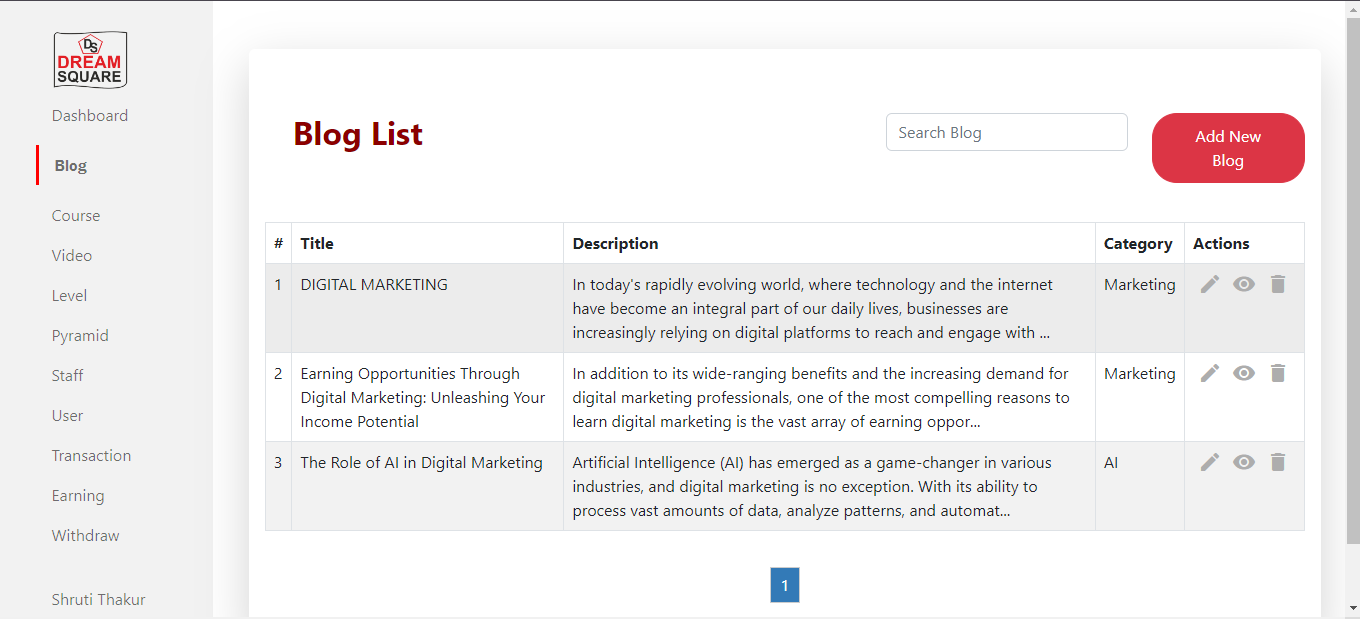 DS
DREAM
SQUARE
Dashboard
Blog
Course
Video
Level
Pyramid
Staff
User
Transaction
Earning
Withdraw
Shruti Thakur
Blog List
Search Blog
Add New
Blog
# Title Description Category Actions
1 DIGITAL MARKETING In today's rapidly evolving world, where technology and the internet Marketing
have become an integral part of our daily lives, businesses are
increasingly relying on digital platforms to reach and engage with ...
2 Earning Opportunities Through In addition to its wide-ranging benefits and the increasing demand for Marketing
Digital Marketing: Unleashing Your digital marketing professionals, one of the most compelling reasons to
Income Potential learn digital marketing is the vast array of earning oppor...
3 The Role of AI in Digital Marketing Artificial Intelligence (AI) has emerged as a game-changer in various AI
industries, and digital marketing is no exception. With its ability to
process vast amounts of data, analyze patterns, and automat...
1